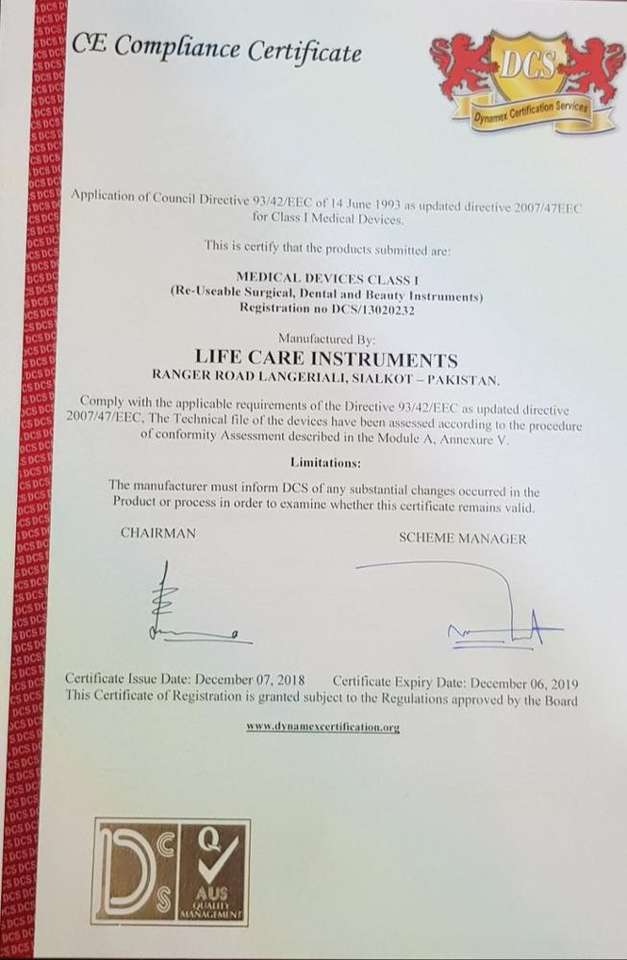 CE Compliance Certificate
DCS
Dynamex Certification Services
Application of Council Directive 93/42/EEC of 14 June 1993 as updated directive 2007/47EEC
for Class I Medical Devices.
This is certify that the products submitted are:
MEDICAL DEVICES CLASS I
(Re-Useable Surgical, Dental and Beauty Instruments)
Registration no DCS/13020232
Manufactured By:
LIFE CARE INSTRUMENTS
RANGER ROAD LANGERIALI, SIALKOT – PAKISTAN.
Comply with the applicable requirements of the Directive 93/42/EEC as updated directive
2007/47/EEC, The Technical file of the devices have been assessed according to the procedure
of conformity Assessment described in the Module A, Annexure V.
Limitations:
The manufacturer must inform DCS of any substantial changes occurred in the
Product or process in order to examine whether this certificate remains valid.
CHAIRMAN
SCHEME MANAGER
Certificate Issue Date: December 07, 2018 Certificate Expiry Date: December 06, 2019
This Certificate of Registration is granted subject to the Regulations approved by the Board
www.dynamexcertification.org
DCS
Q
AUS
QUALITY
MANAGEMENT